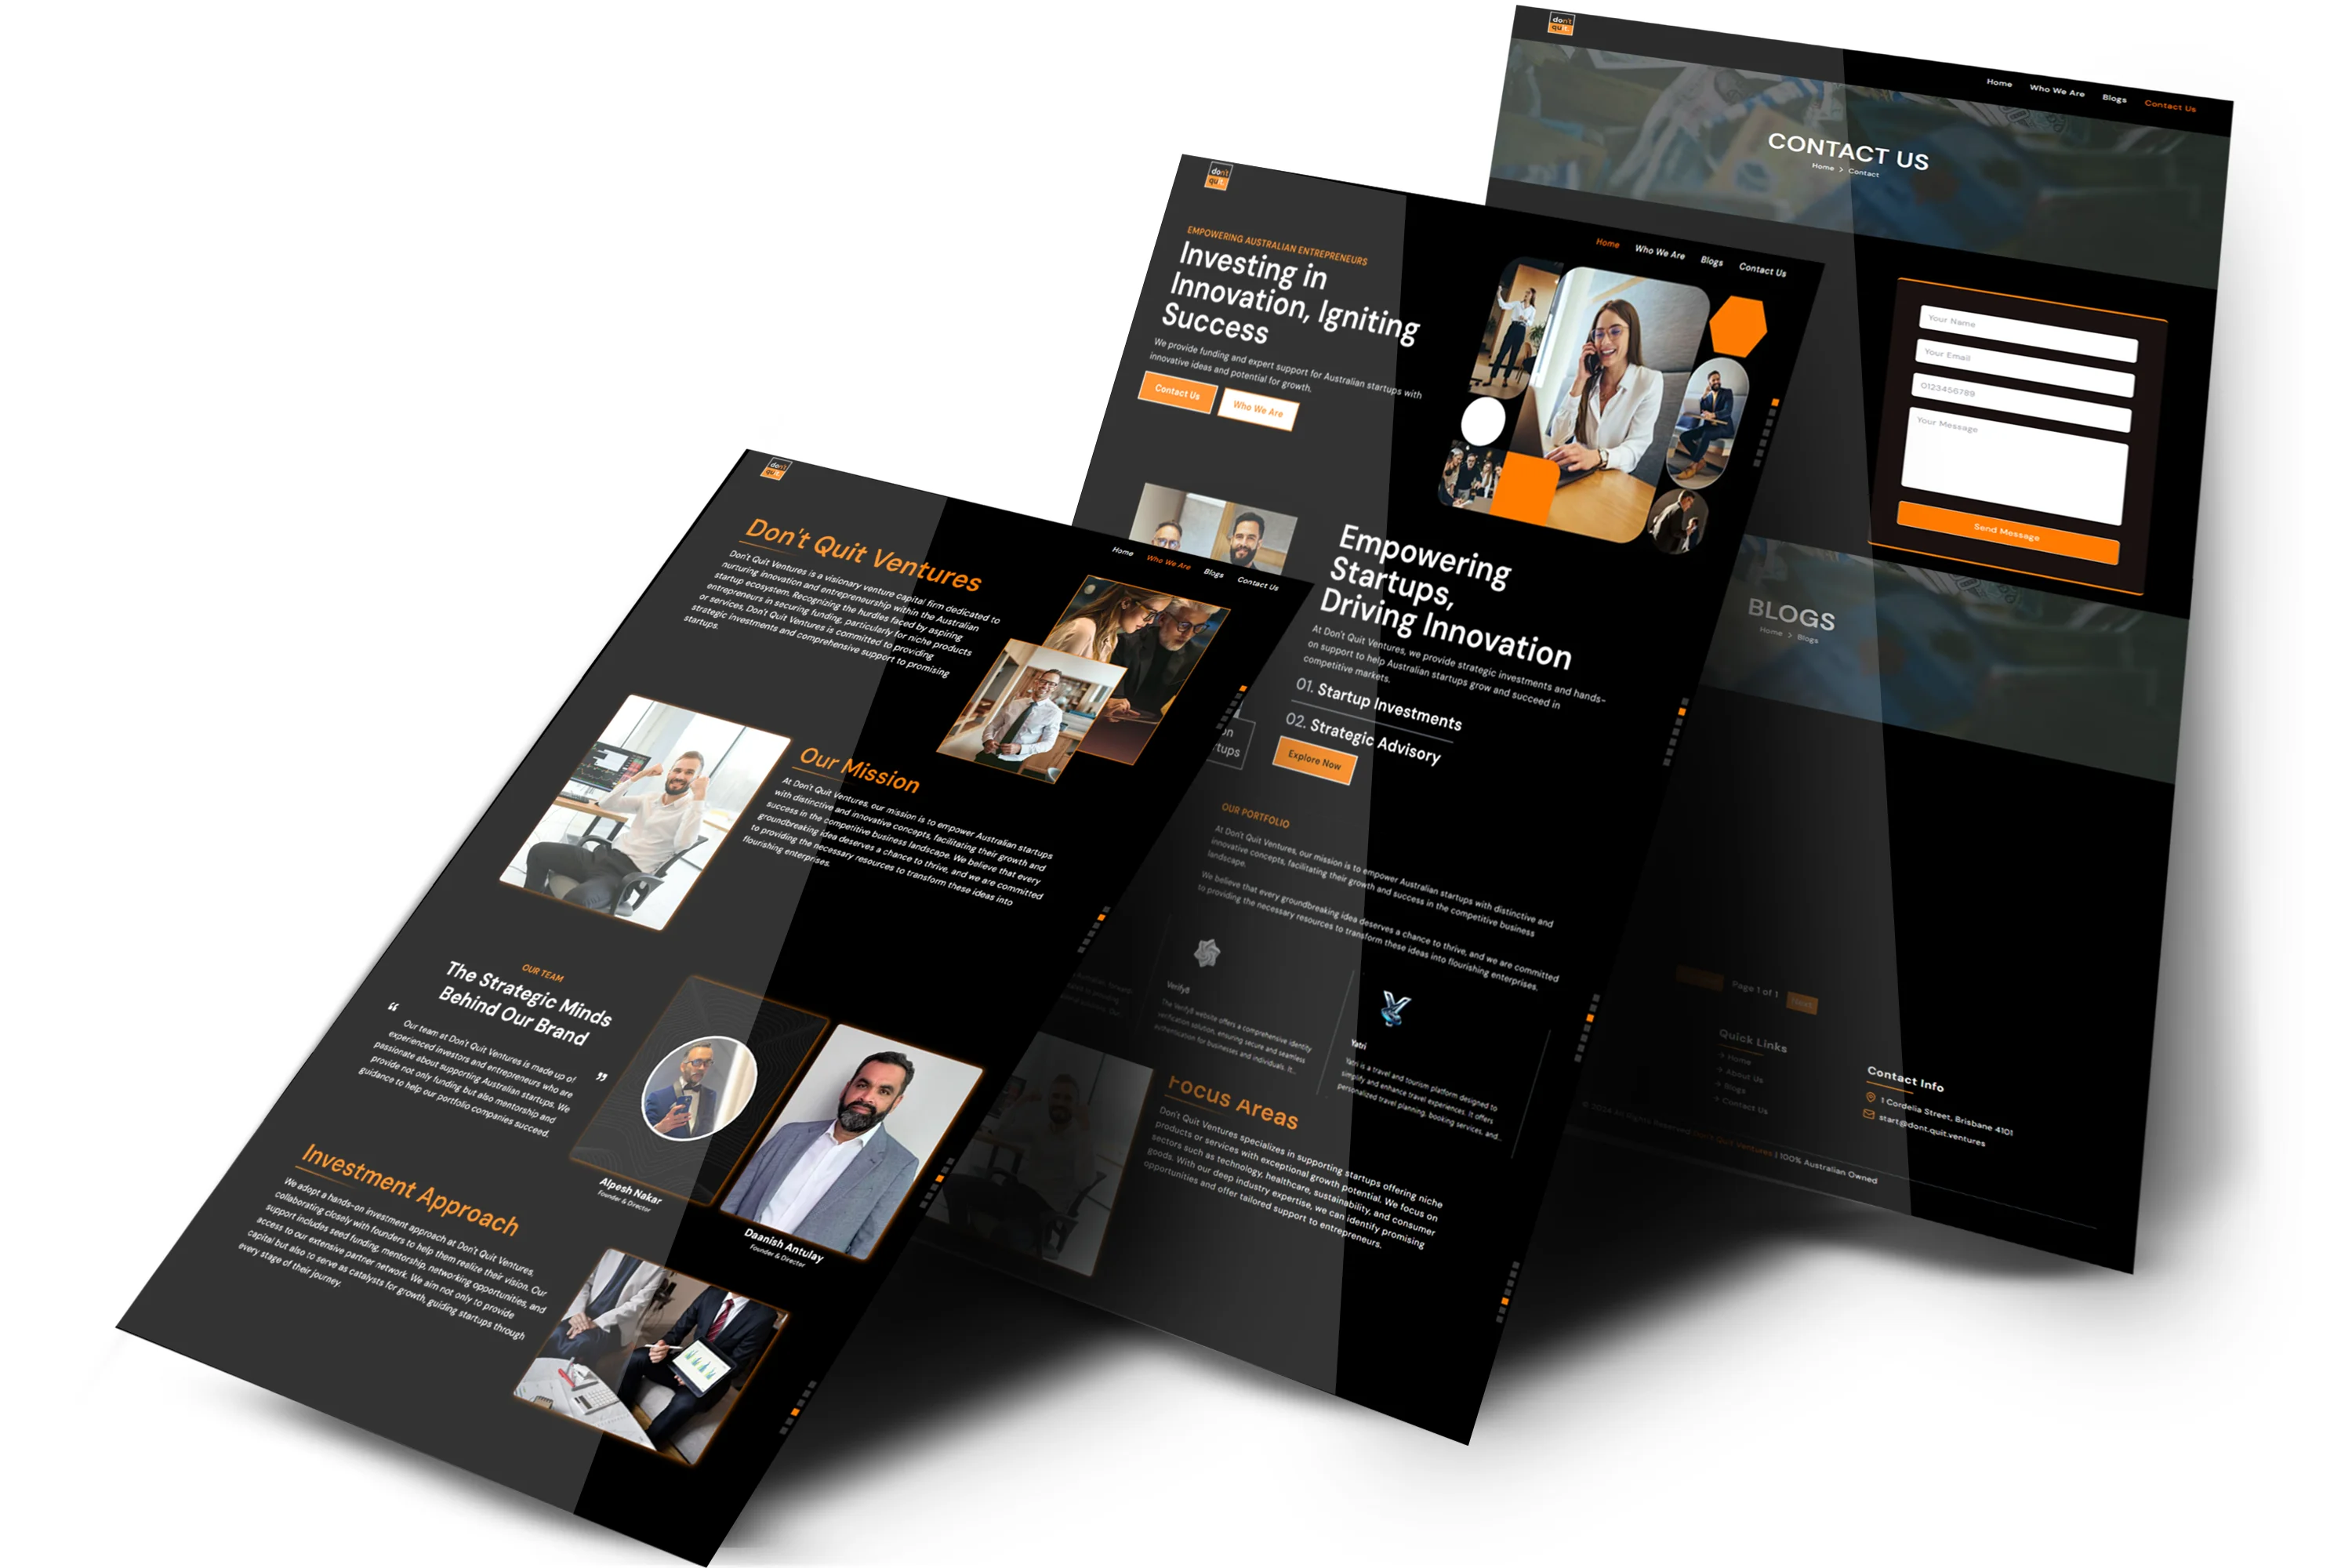 don't
quit
Don't Quit Ventures
Don't Quit Ventures is a visionary venture capital firm dedicated to
nurturing innovation and entrepreneurship within the Australian
startup ecosystem. Recognizing the hurdles faced by aspiring
entrepreneurs in securing funding, particularly for niche products
or services, Don't Quit Ventures is committed to providing
strategic investments and comprehensive support to promising
startups.
Home
Who We Are
Blogs
Contact Us
Our Mission
At Don't Quit Ventures, our mission is to empower Australian startups
with distinctive and innovative concepts, facilitating their growth and
success in the competitive business landscape. We believe that every
groundbreaking idea deserves a chance to thrive, and we are committed
to providing the necessary resources to transform these ideas into
flourishing enterprises.
OUR TEAM
The Strategic Minds
Behind Our Brand
“
Our team at Don't Quit Ventures is made up of
experienced investors and entrepreneurs who are
passionate about supporting Australian startups. We
provide not only funding but also mentorship and
guidance to help our portfolio companies succeed.
”
Alpesh Nakar
Founder & Director
Daanish Antulay
Founder & Director
Investment Approach
We adopt a hands-on investment approach at Don't Quit Ventures,
collaborating closely with founders to help them realize their vision. Our
support includes seed funding, mentorship, networking opportunities, and
access to our extensive partner network. We aim not only to provide
capital but also to serve as catalysts for growth, guiding startups through
every stage of their journey.
don't
quit
Home
Who We Are
Blogs
Contact Us
EMPOWERING AUSTRALIAN ENTREPRENEURS
Investing in
Innovation, Igniting
Success
We provide funding and expert support for Australian startups with
innovative ideas and potential for growth.
Contact Us
Who We Are
Empowering
Startups,
Driving Innovation
At Don't Quit Ventures, we provide strategic investments and hands-
on support to help Australian startups grow and succeed in
competitive markets.
01. Startup Investments
02. Strategic Advisory
Explore Now
OUR PORTFOLIO
At Don't Quit Ventures, our mission is to empower Australian startups with distinctive and
innovative concepts, facilitating their growth and success in the competitive business
landscape.
We believe that every groundbreaking idea deserves a chance to thrive, and we are committed
to providing the necessary resources to transform these ideas into flourishing enterprises.
Verify8
The Verify8 website offers a comprehensive identity
verification solution, ensuring secure and seamless
authentication for businesses and individuals. It...
Yatri
Yatri is a travel and tourism platform designed to
simplify and enhance travel experiences. It offers
personalized travel planning, booking services, and...
Focus Areas
Don't Quit Ventures specializes in supporting startups offering niche
products or services with exceptional growth potential. We focus on
sectors such as technology, healthcare, sustainability, and consumer
goods. With our deep industry expertise, we can identify promising
opportunities and offer tailored support to entrepreneurs.
don't
quit
Home
Who We Are
Blogs
Contact Us
CONTACT US
Home > Contact
Your Name
Your Email
0123456789
Your Message
Send Message
BLOGS
Home > Blogs
Page 1 of 1
Next
Quick Links
Home
About Us
Blogs
Contact Us
Contact Info
1 Cordelia Street, Brisbane 4101
start@dont.quit.ventures
© 2024 All Rights Reserved Don't Quit Ventures | 100% Australian Owned